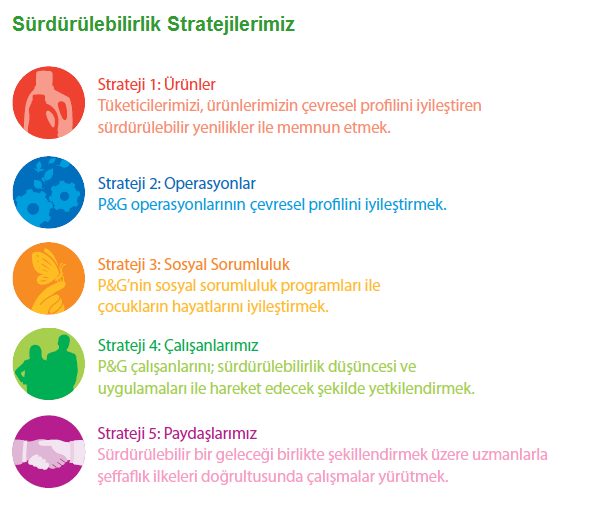 Sürdürülebilirlik Stratejilerimiz
Strateji 1: Ürünler
Tüketicilerimizi, ürünlerimizin çevresel profilini iyileştiren
sürdürülebilir yenilikler ile memnun etmek.
Strateji 2: Operasyonlar
P&G operasyonlarının çevresel profilini iyileştirmek.
Strateji 3: Sosyal Sorumluluk
P&G'nin sosyal sorumluluk programları ile
çocukların hayatlarını iyileştirmek.
Strateji 4: Çalışanlarımız
P&G çalışanlarını; sürdürülebilirlik düşüncesi ve
uygulamaları ile hareket edecek şekilde yetkilendirmek.
Strateji 5: Paydaşlarımız
Sürdürülebilir bir geleceği birlikte şekillendirmek üzere uzmanlarla
şeffaflık ilkeleri doğrultusunda çalışmalar yürütmek.